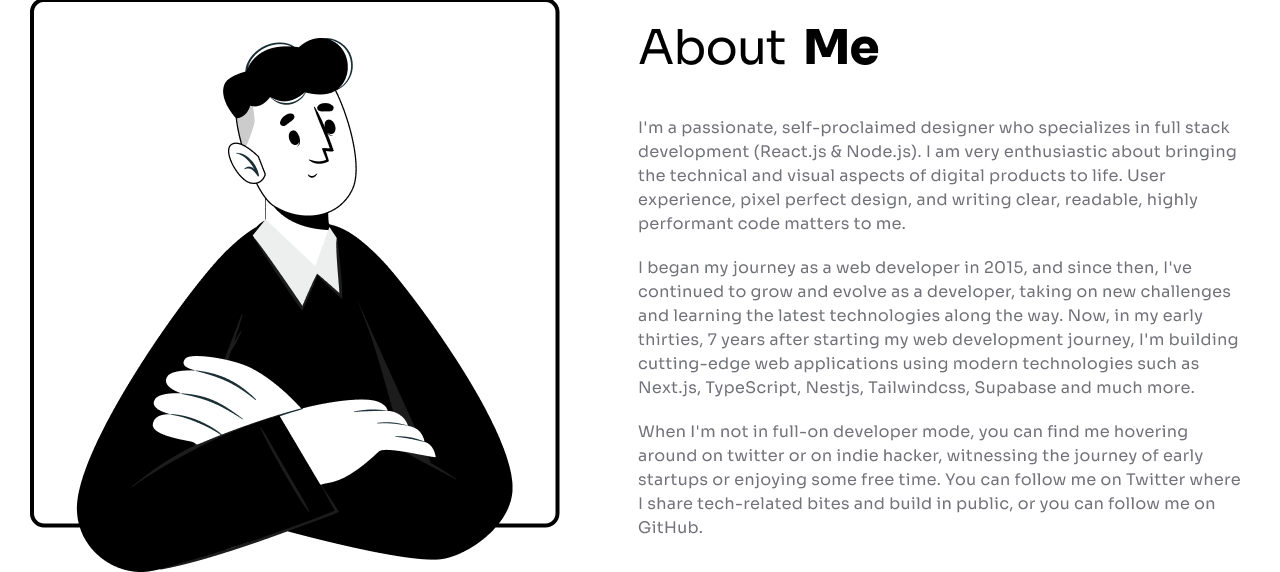 About Me
I'm a passionate, self-proclaimed designer who specializes in full stack
development (React.js & Node.js). I am very enthusiastic about bringing
the technical and visual aspects of digital products to life. User
experience, pixel perfect design, and writing clear, readable, highly
performant code matters to me.
I began my journey as a web developer in 2015, and since then, I've
continued to grow and evolve as a developer, taking on new challenges
and learning the latest technologies along the way. Now, in my early
thirties, 7 years after starting my web development journey, I'm building
cutting-edge web applications using modern technologies such as
Next.js, TypeScript, Nestjs, Tailwindcss, Supabase and much more.
When I'm not in full-on developer mode, you can find me hovering
around on twitter or on indie hacker, witnessing the journey of early
startups or enjoying some free time. You can follow me on Twitter where
I share tech-related bites and build in public, or you can follow me on
GitHub.